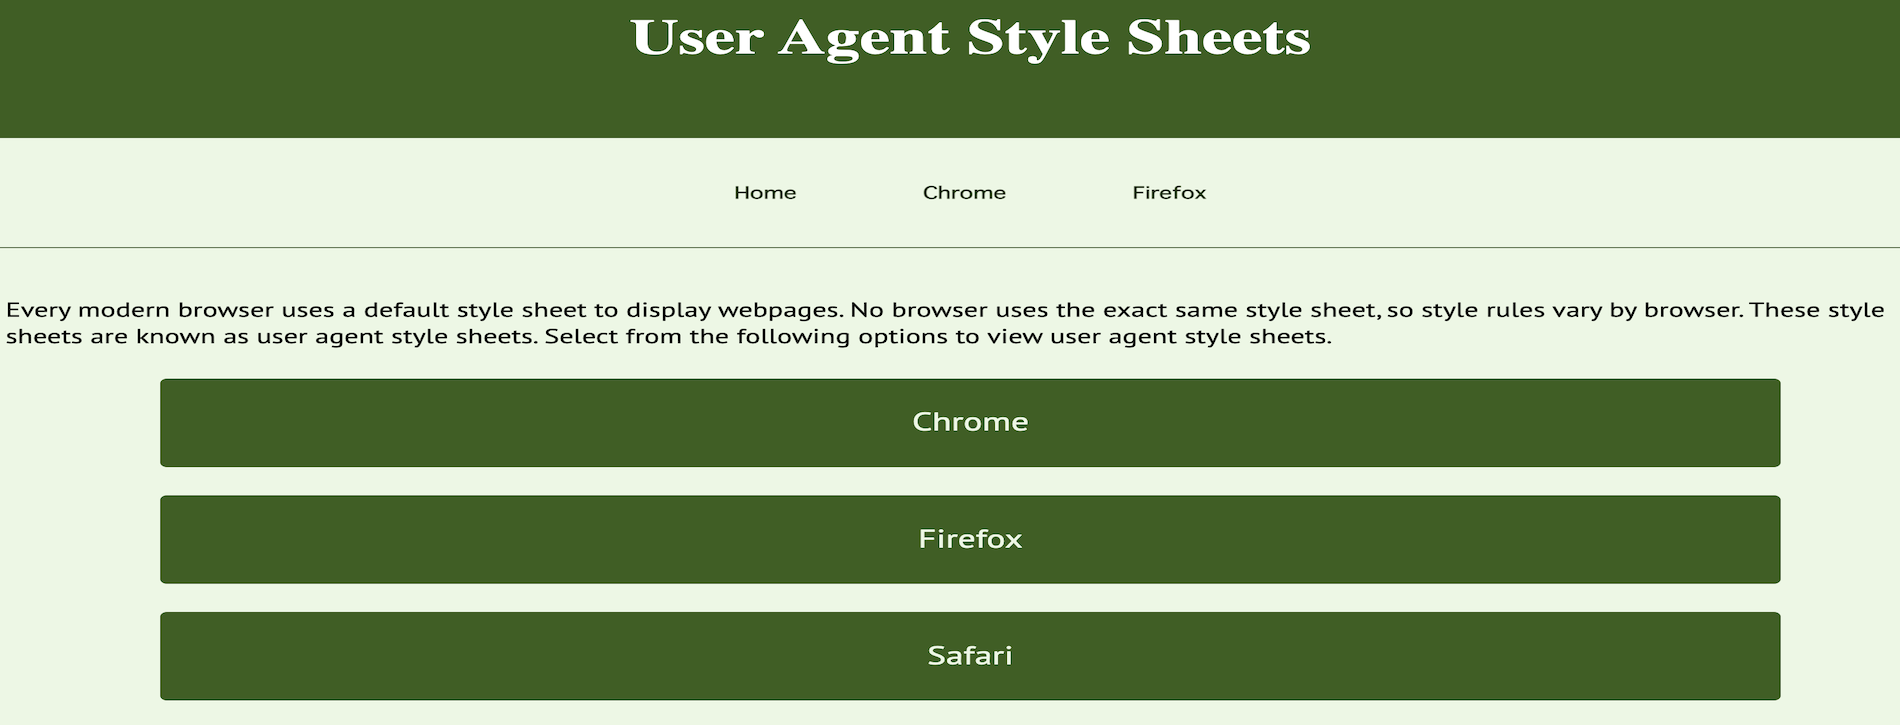 User Agent Style Sheets
Home Chrome Firefox
Every modern browser uses a default style sheet to display webpages. No browser uses the exact same style sheet, so style rules vary by browser. These style
sheets are known as user agent style sheets. Select from the following options to view user agent style sheets.
Chrome
Firefox
Safari